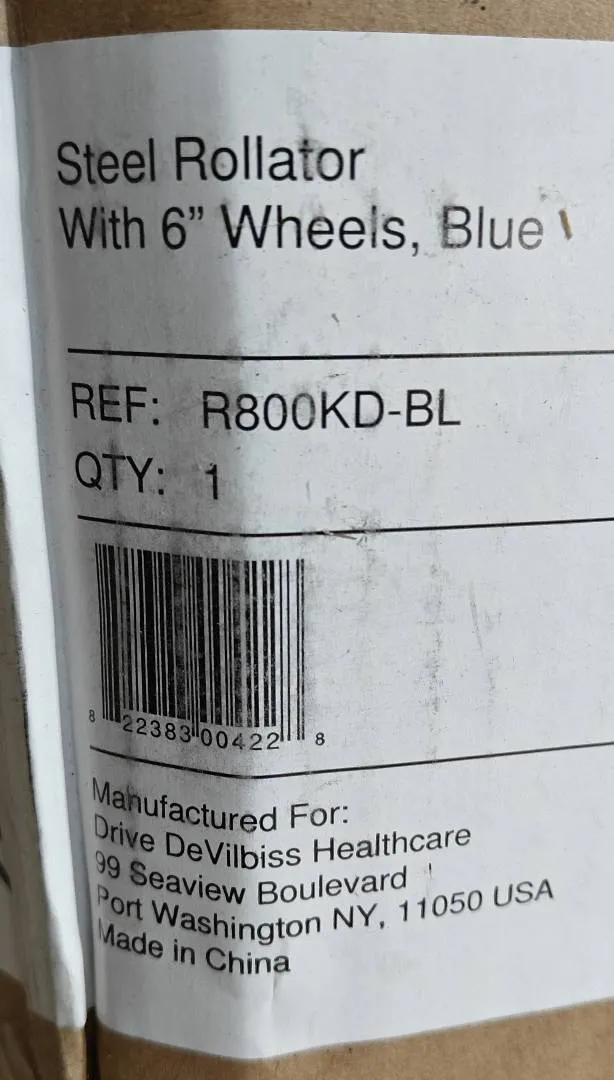 Steel Rollator
With 6” Wheels, Blue
REF: R800KD-BL
QTY: 1
8 22383 00422 8
Manufactured For:
Drive DeVilbiss Healthcare
99 Seaview Boulevard
Port Washington NY, 11050 USA
Made in China